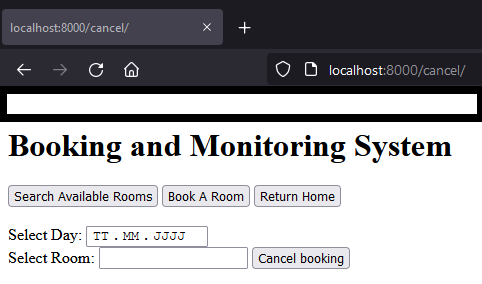 localhost:8000/cancel/
localhost:8000/cancel/
Booking and Monitoring System
Search Available Rooms Book A Room Return Home
Select Day: TT . MM . JJJJ
Select Room: Cancel booking